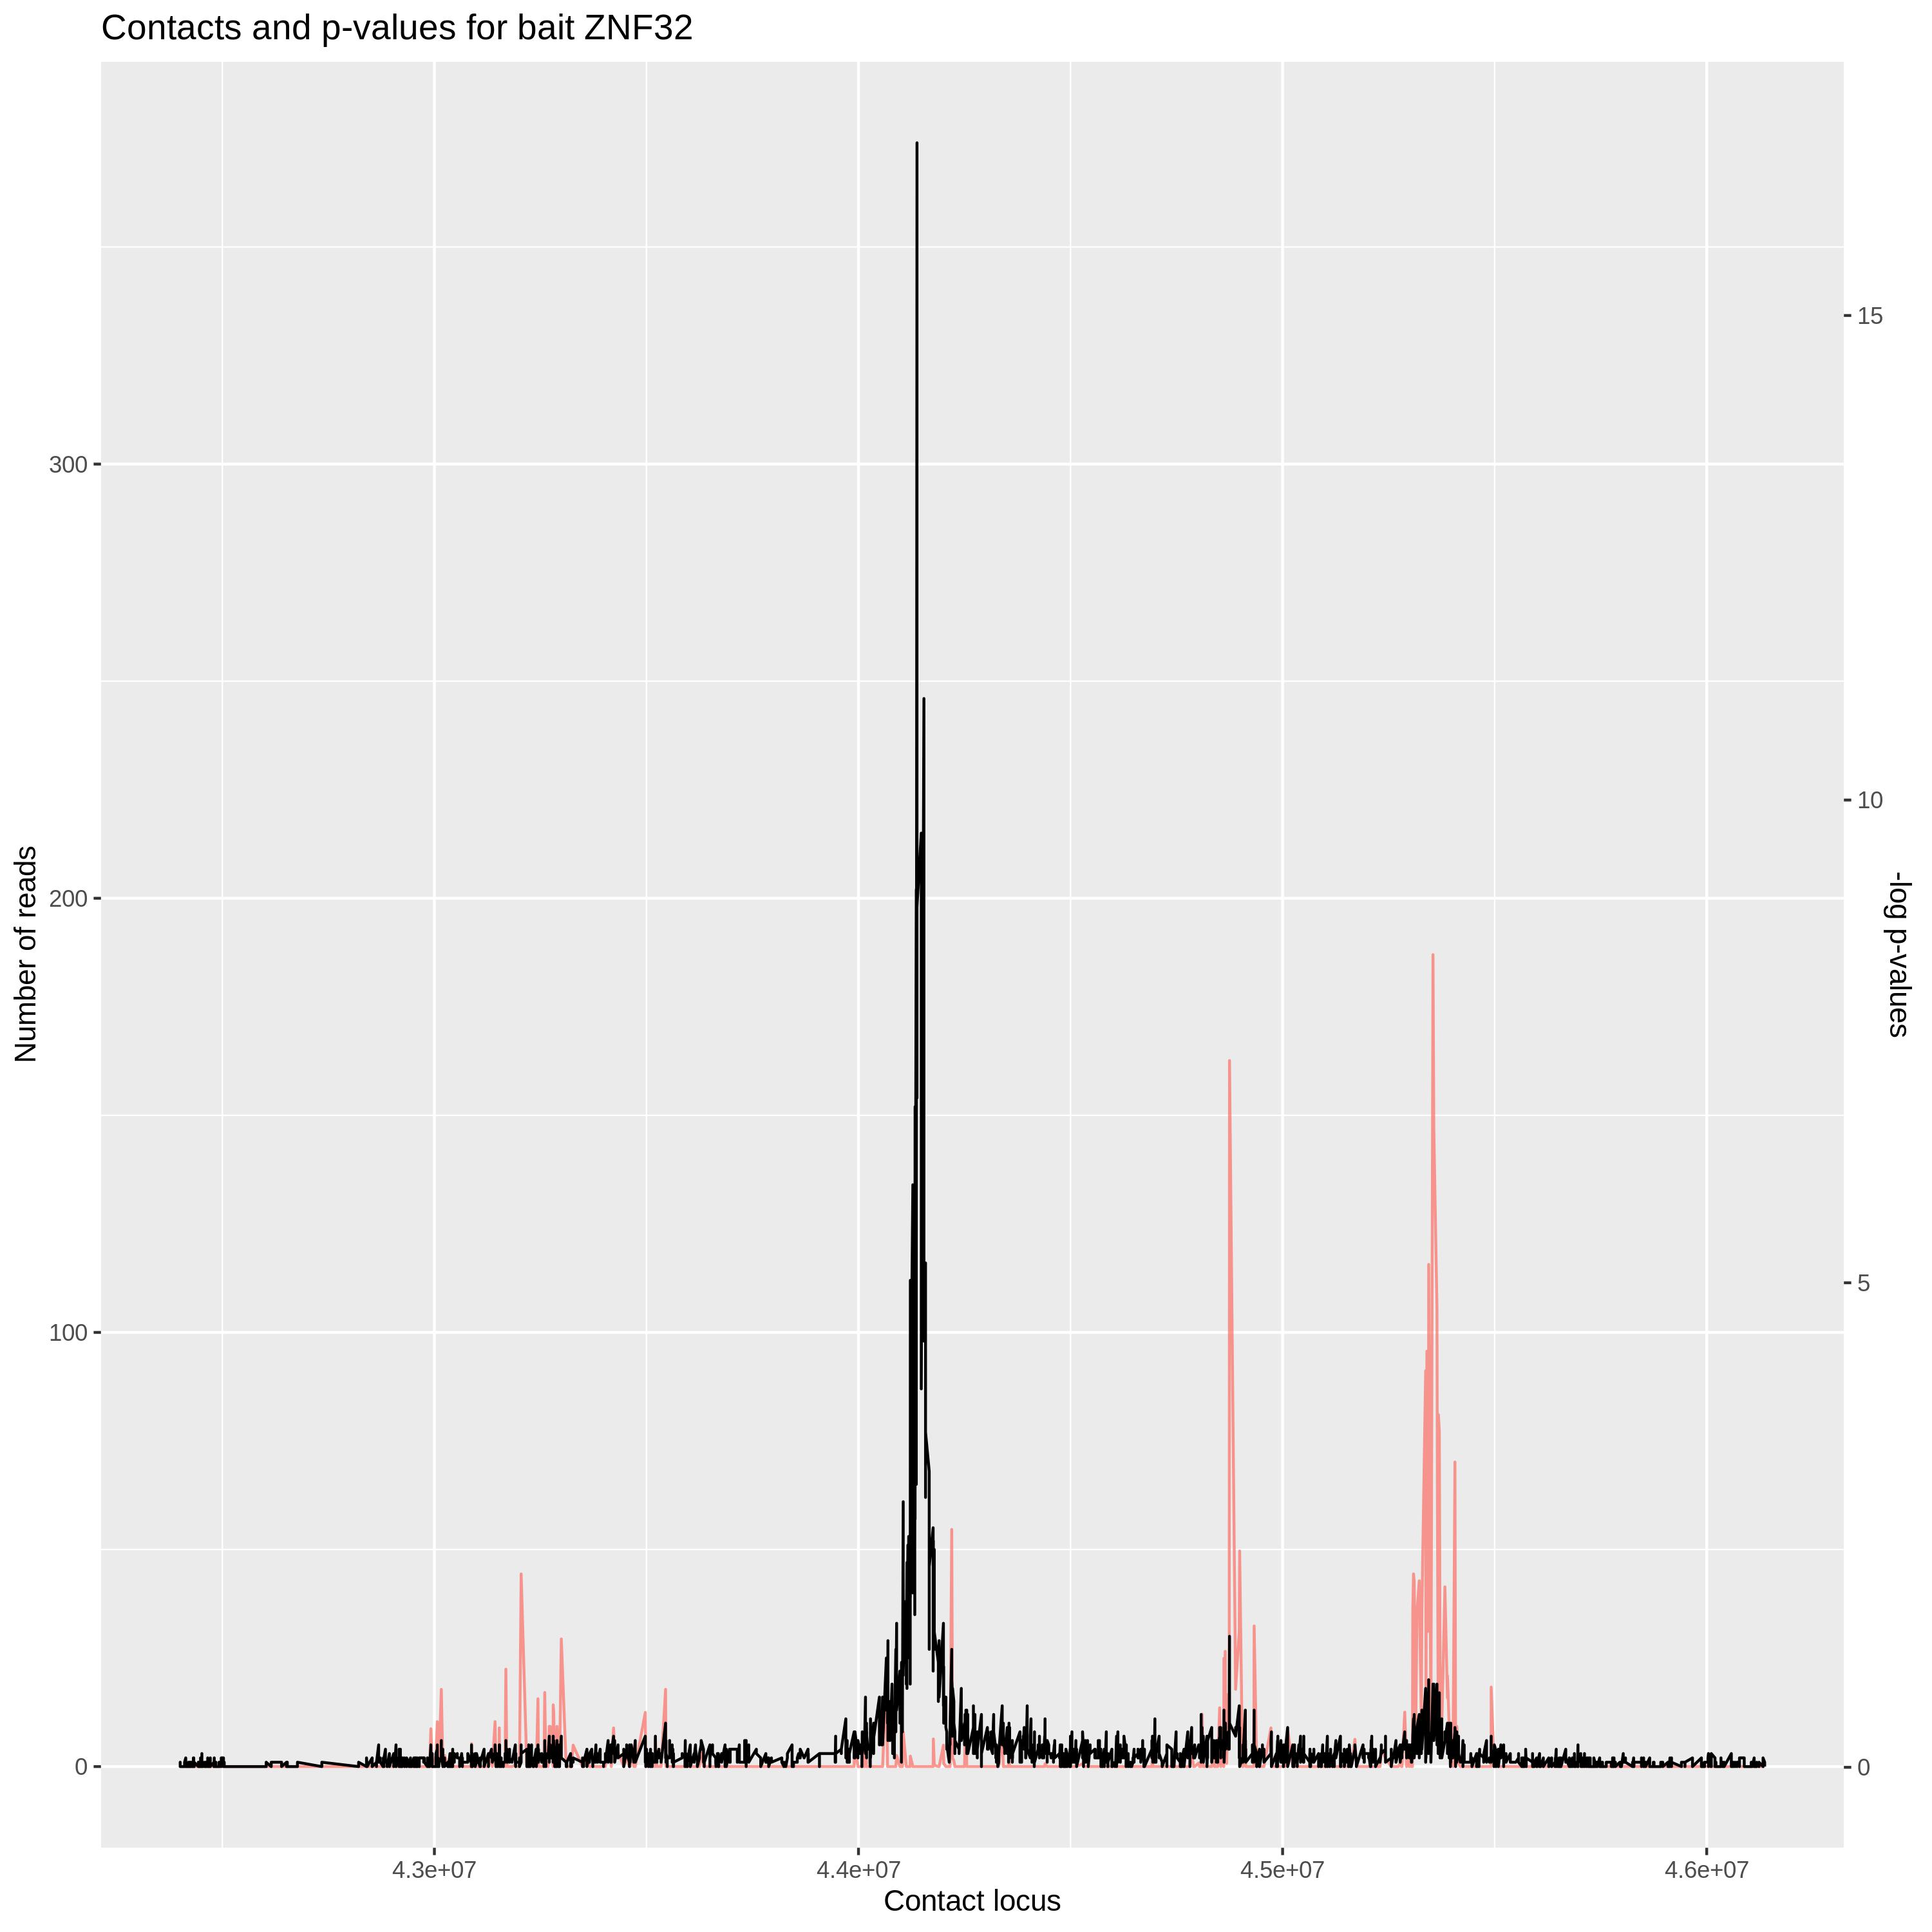 Contacts and p-values for bait ZNF32
Number of reads
300
200
100
0
15
10
5
0
-log p-values
4.3e+07
4.4e+07
4.5e+07
4.6e+07
Contact locus